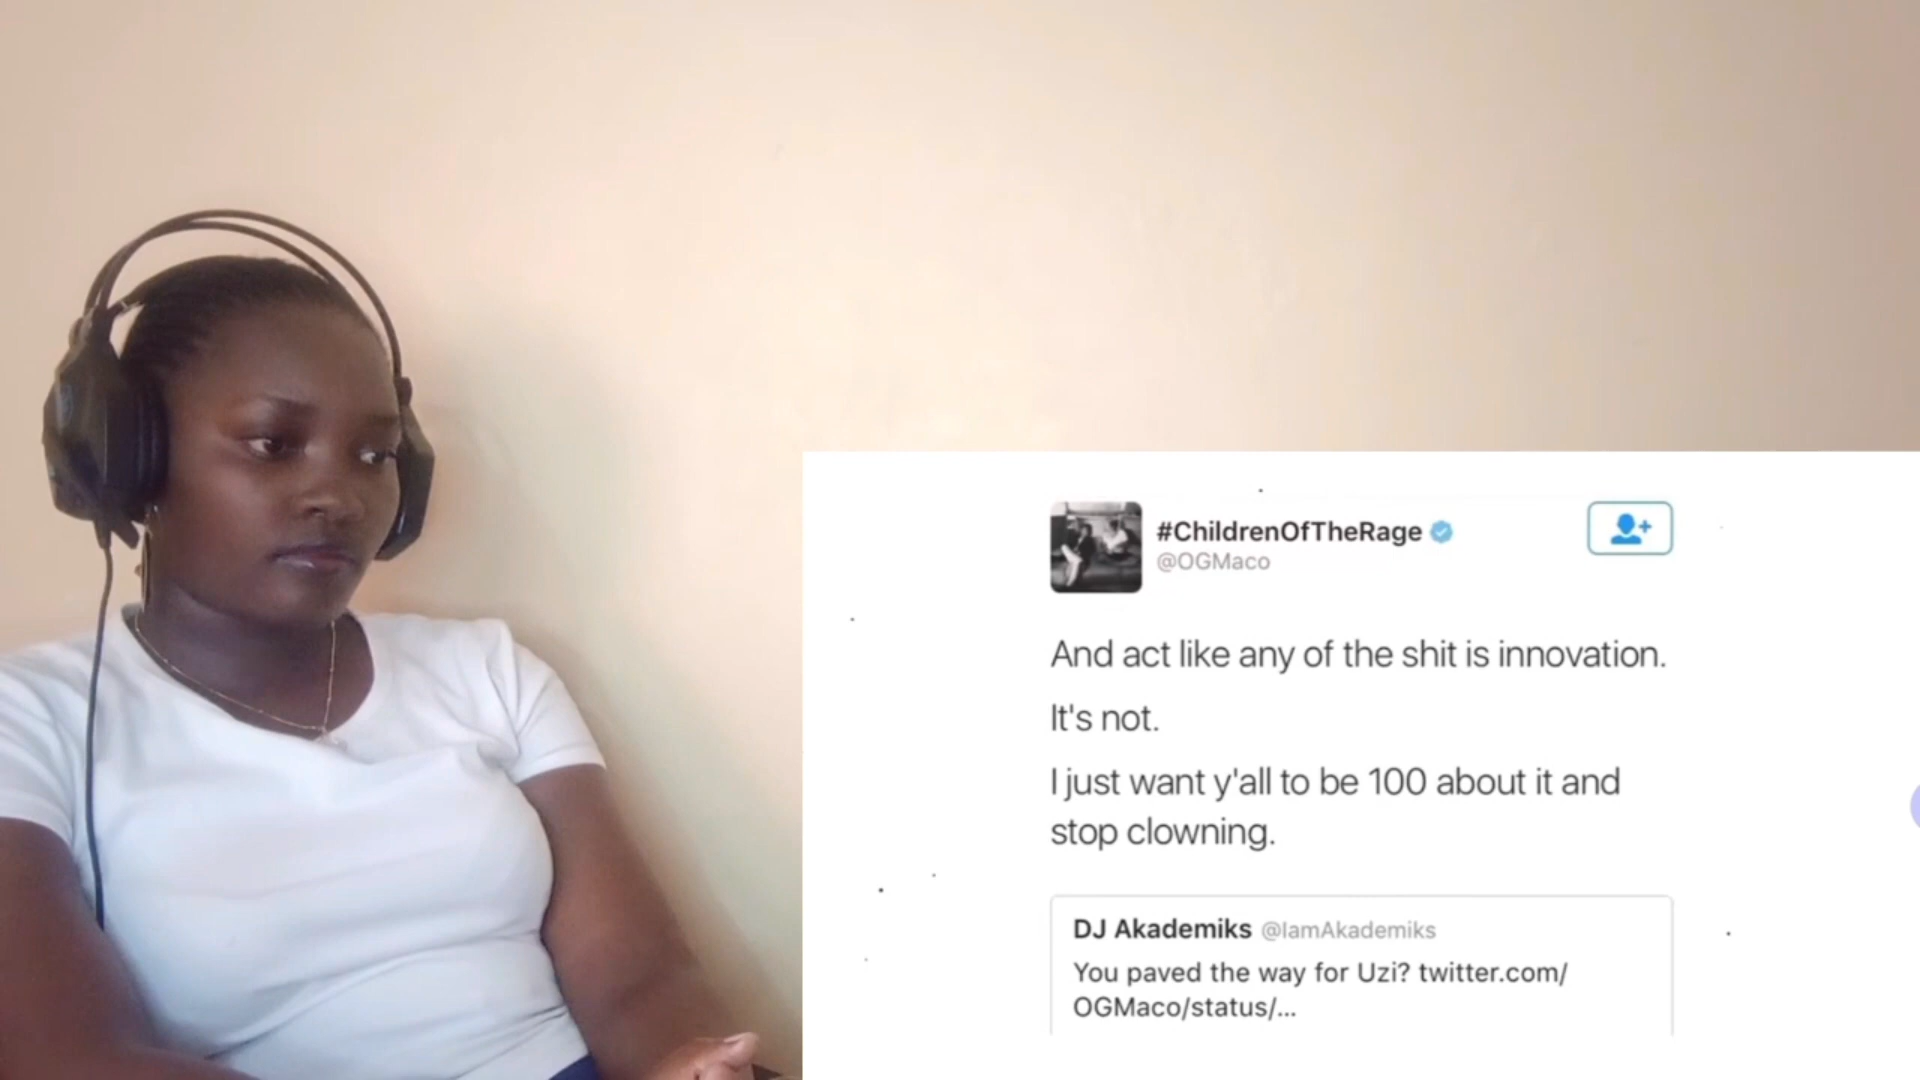 #ChildrenOfTheRage
@OGMaco
And act like any of the shit is innovation.
It's not.
I just want y'all to be 100 about it and
stop clowning.
DJ Akademiks @IamAkademiks
You paved the way for Uzi? twitter.com/
OGMaco/status/...